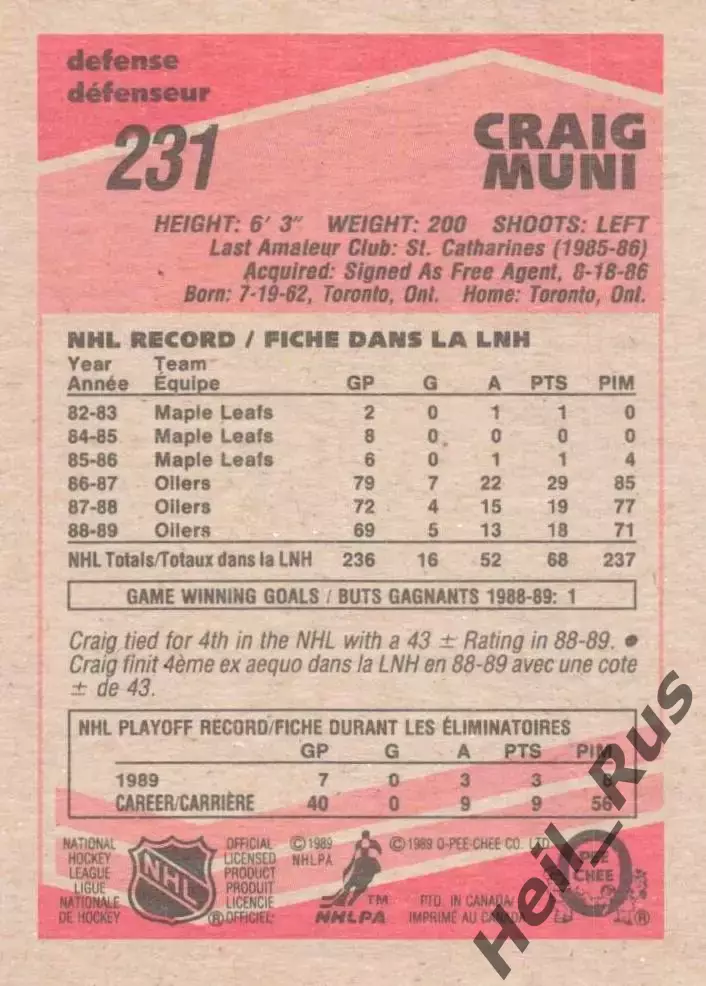 defense
défenseur
231
CRAIG
MUNI
HEIGHT: 6' 3" WEIGHT: 200 SHOOTS: LEFT
Last Amateur Club: St. Catharines (1985-86)
Acquired: Signed As Free Agent, 8-18-86
Born: 7-19-62, Toronto, Ont. Home: Toronto, Ont.
NHL RECORD / FICHE DANS LA LNH
Year Team
Année Équipe GP G A PTS PIM
82-83 Maple Leafs 2 0 1 1 0
84-85 Maple Leafs 8 0 0 0 0
85-86 Maple Leafs 6 0 1 1 4
86-87 Oilers 79 7 22 29 85
87-88 Oilers 72 4 15 19 77
88-89 Oilers 69 5 13 18 71
NHL Totals/Totaux dans la LNH 236 16 52 68 237
GAME WINNING GOALS / BUTS GAGNANTS 1988-89: 1
Craig tied for 4th in the NHL with a 43 ± Rating in 88-89. •
Craig finit 4ème ex aequo dans la LNH en 88-89 avec une cote
± de 43.
NHL PLAYOFF RECORD/FICHE DURANT LES ÉLIMINATOIRES
GP G A PTS PIM
1989 7 0 3 3 8
CAREER/CARRIÈRE 40 0 9 9 56
NATIONAL
HOCKEY
LEAGUE
LIGUE
NATIONALE
DE HOCKEY
NHL
®
OFFICIAL
LICENSED
PRODUCT
PRODUIT
LICENCIE
OFFICIEL
© 1989
NHLPA
TM
NHLPA
© 1989 O-PEE-CHEE CO. LTD.
PTD. IN CANADA/
IMPRIMÉ AU CANADA
O
PEE
CHEE
®
Heil_Rus